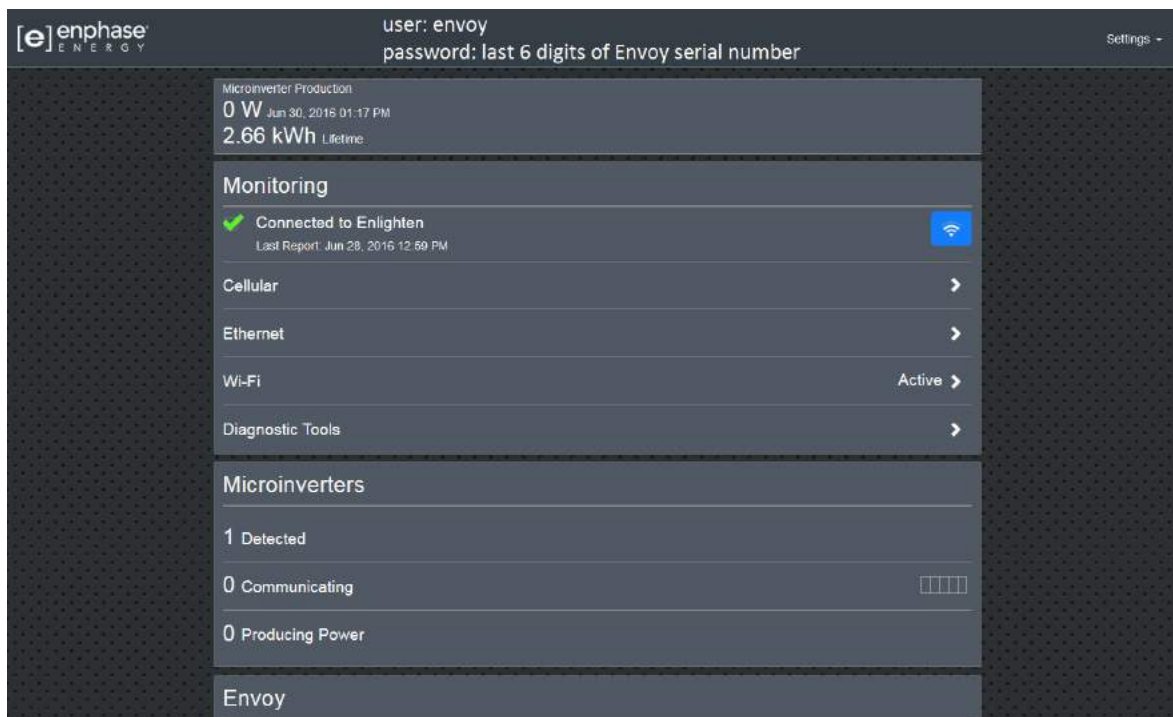 [e] enphase®
ENERGY
user: envoy
password: last 6 digits of Envoy serial number
Settings
Microinverter Production
0 W Jun 30, 2016 01:17 PM
2.66 kWh Lifetime
Monitoring
Connected to Enlighten
Last Report: Jun 28, 2016 12:59 PM
Cellular
Ethernet
Wi-Fi Active
Diagnostic Tools
Microinverters
1 Detected
0 Communicating
0 Producing Power
Envoy